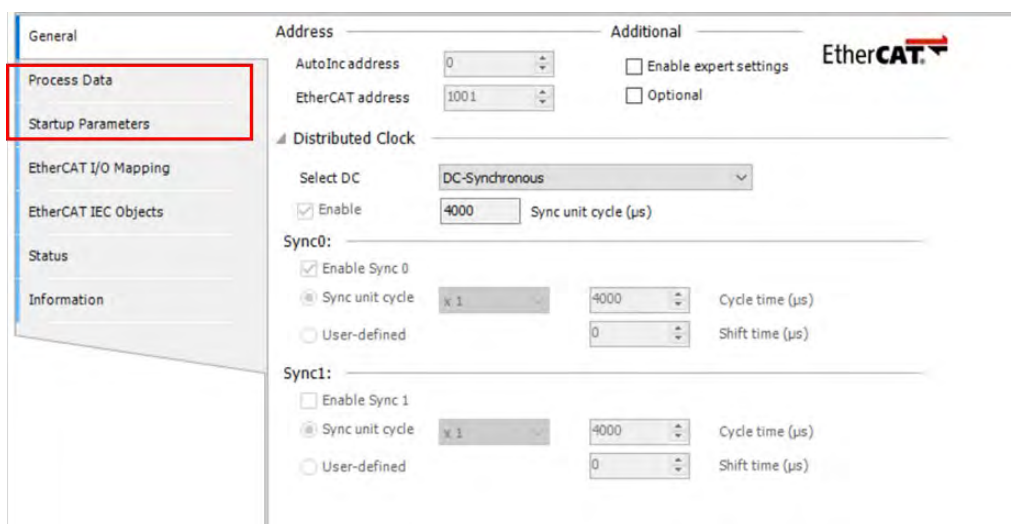 General
Process Data
Startup Parameters
EtherCAT I/O Mapping
EtherCAT IEC Objects
Status
Information
Address
Additional
EtherCAT
AutoInc address 0
Enable expert settings
EtherCAT address 1001
Optional
Distributed Clock
Select DC DC-Synchronous
Enable 4000 Sync unit cycle (µs)
Sync0:
Enable Sync 0
Sync unit cycle x 1 4000 Cycle time (µs)
User-defined 0 Shift time (µs)
Sync1:
Enable Sync 1
Sync unit cycle x 1 4000 Cycle time (µs)
User-defined 0 Shift time (µs)